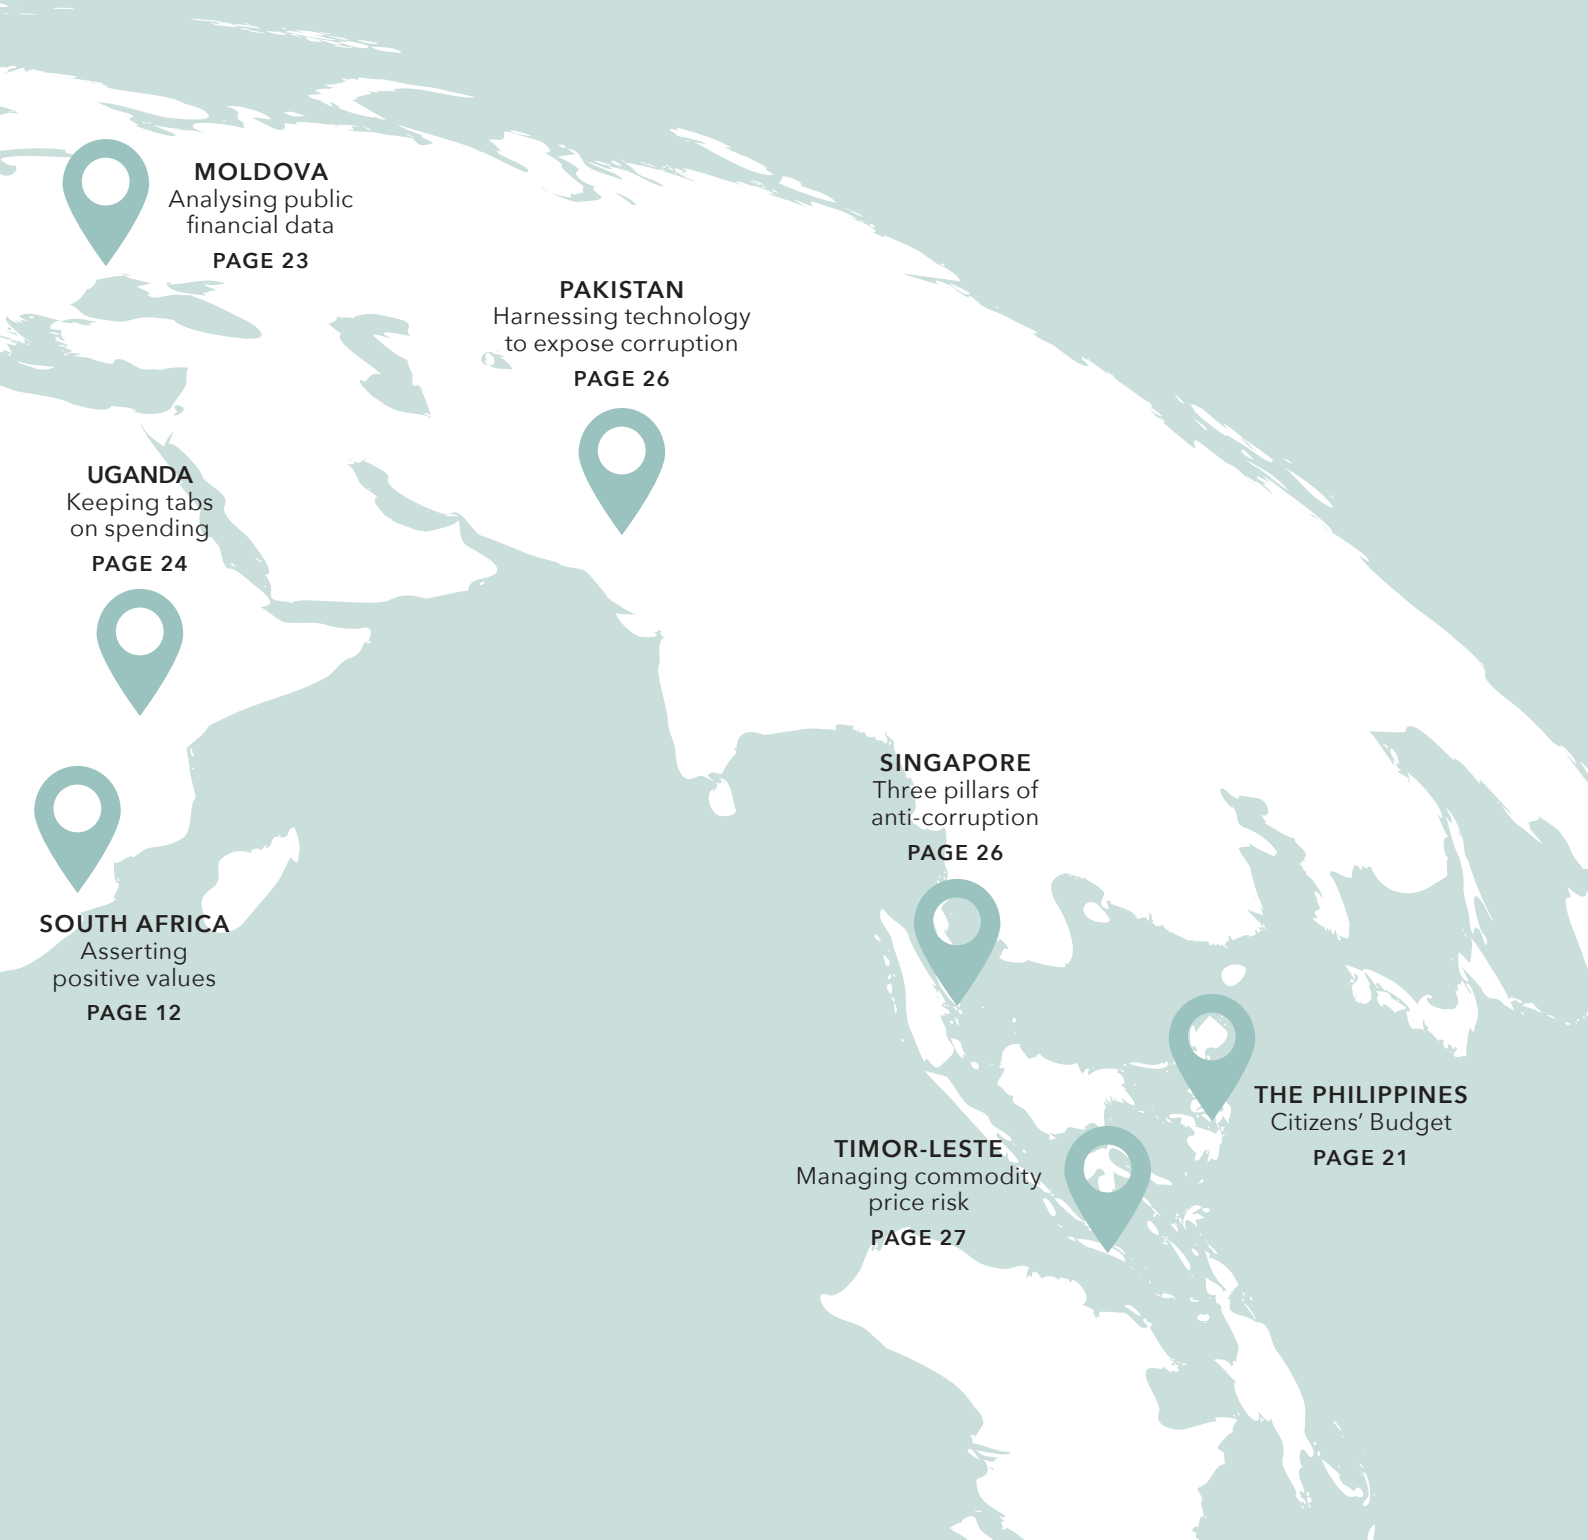 MOLDOVA
Analysing public
financial data
PAGE 23
PAKISTAN
Harnessing technology
to expose corruption
PAGE 26
UGANDA
Keeping tabs
on spending
PAGE 24
SINGAPORE
Three pillars of
anti-corruption
PAGE 26
SOUTH AFRICA
Asserting
positive values
PAGE 12
THE PHILIPPINES
Citizens’ Budget
PAGE 21
TIMOR-LESTE
Managing commodity
price risk
PAGE 27